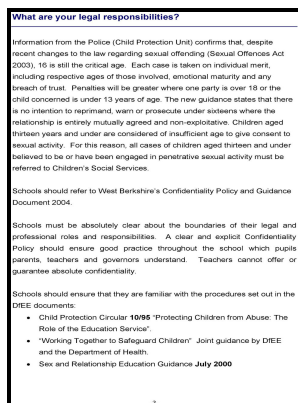 What are your legal responsibilities?
Information from the Police (Child Protection Unit) confirms that, despite
recent changes to the law regarding sexual offending (Sexual Offences Act
2003), 16 is still the critical age. Each case is taken on individual merit,
including respective ages of those involved, emotional maturity and any
breach of trust. Penalties will be greater where one party is over 18 or the
child concerned is under 13 years of age. The new guidance states that there
is no intention to reprimand, warn or prosecute under sixteens where the
relationship is entirely mutually agreed and non-exploitative. Children aged
thirteen years and under are considered of insufficient age to give consent to
sexual activity. For this reason, all cases of children aged thirteen and under
believed to be or have been engaged in penetrative sexual activity must be
referred to Children's Social Services.
Schools should refer to West Berkshire's Confidentiality Policy and Guidance
Document 2004.
Schools must be absolutely clear about the boundaries of their legal and
professional roles and responsibilities. A clear and explicit Confidentiality
Policy should ensure good practice throughout the school which pupils
parents, teachers and governors understand. Teachers cannot offer or
guarantee absolute confidentiality.
Schools should ensure that they are familiar with the procedures set out in the
DfEE documents:
• Child Protection Circular 10/95 "Protecting Children from Abuse: The
Role of the Education Service".
• "Working Together to Safeguard Children" Joint guidance by DfEE
and the Department of Health.
• Sex and Relationship Education Guidance July 2000